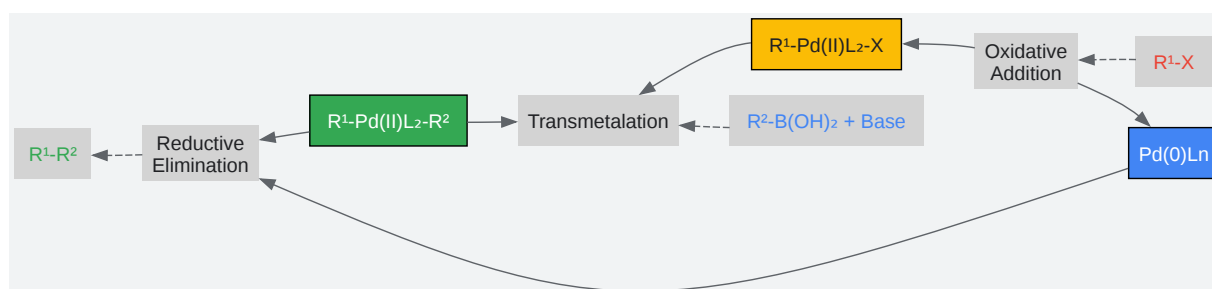 R¹-Pd(II)L₂-X
Oxidative
Addition
R¹-X
R¹-Pd(II)L₂-R²
Transmetalation
R²-B(OH)₂ + Base
R¹-R²
Reductive
Elimination
Pd(0)Ln